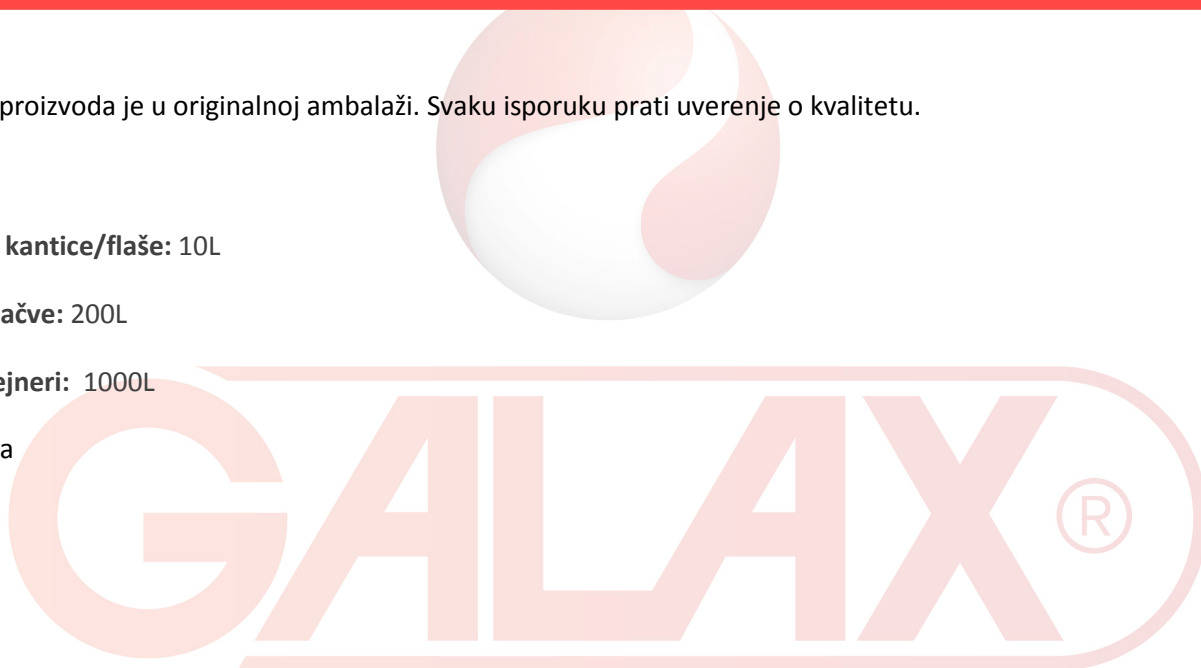 proizvoda je u originalnoj ambalaži. Svaku isporuku prati uverenje o kvalitetu.
kantice/flaše: 10L
ačve: 200L
ejneri: 1000L
a
GALAX®